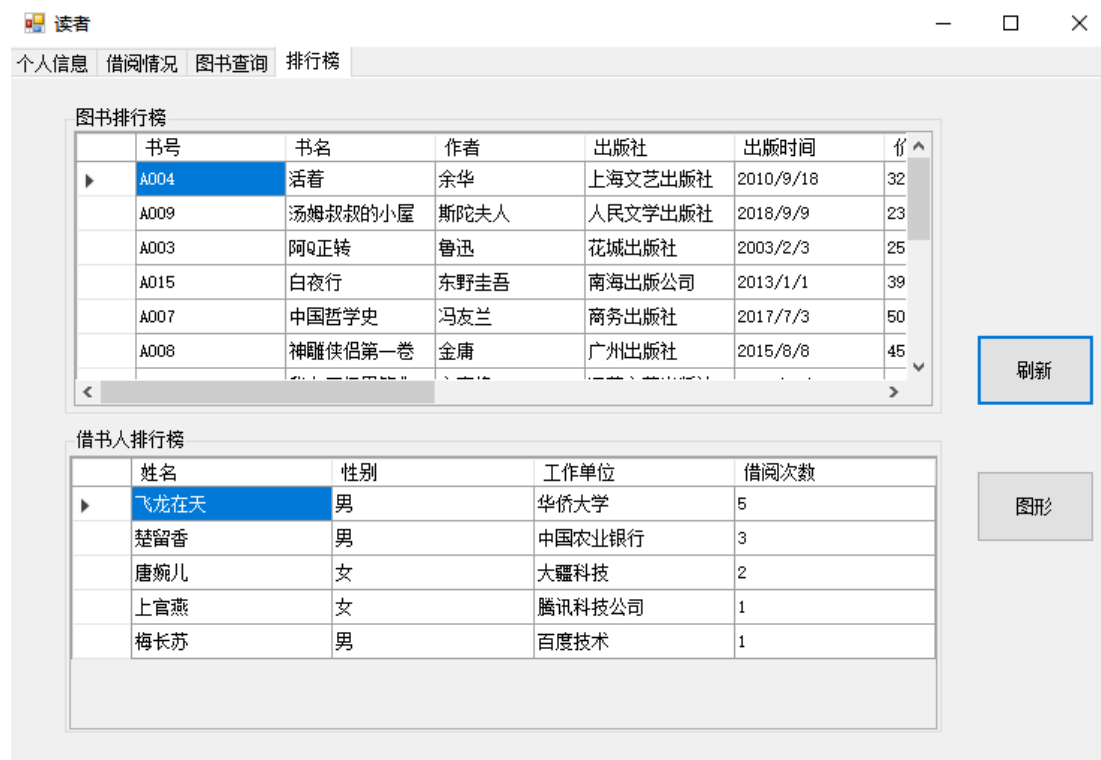 读者
个人信息 借阅情况 图书查询 排行榜
图书排行榜
书号 书名 作者 出版社 出版时间
A004 活着 余华 上海文艺出版社 2010/9/18 32
A009 汤姆叔叔的小屋 斯陀夫人 人民文学出版社 2018/9/9 23
A003 阿Q正转 鲁迅 花城出版社 2003/2/3 25
A015 白夜行 东野圭吾 南海出版公司 2013/1/1 39
A007 中国哲学史 冯友兰 商务出版社 2017/7/3 50
A008 神雕侠侣第一卷 金庸 广州出版社 2015/8/8 45
刷新
借书人排行榜
姓名 性别 工作单位 借阅次数
飞龙在天 男 华侨大学 5
楚留香 男 中国农业银行 3
唐婉儿 女 大疆科技 2
上官燕 女 腾讯科技公司 1
梅长苏 男 百度技术 1
图形